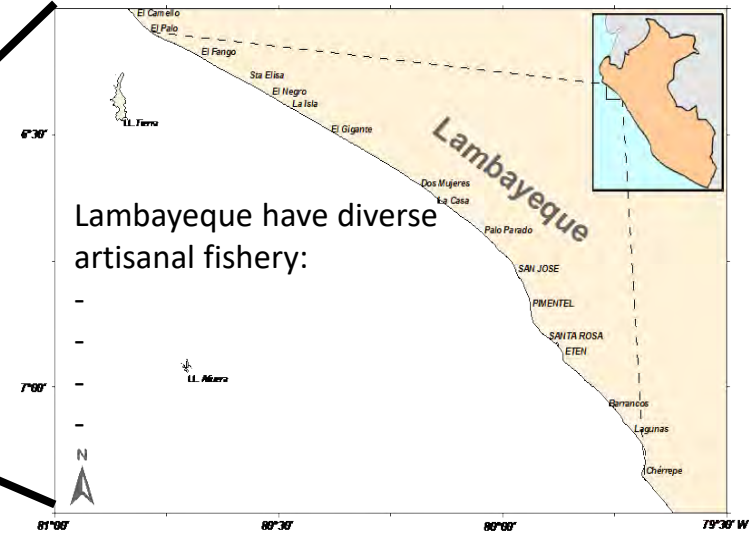 El Camello
El Palo
El Fango
Sta Elisa
El Negro
La Isla
I.L. Tierra
6°30'
El Gigante
Lambayeque
Dos Mujeres
La Casa
Lambayeque have diverse
artisanal fishery:
Palo Parado
SAN JOSE
-
PIMENTEL
-
SANTA ROSA
ETEN
I.L. Afuera
7°00'
-
Barrancos
-
Lagunas
N
Chérrepe
81°00'
80°30'
80°00'
79°30' W